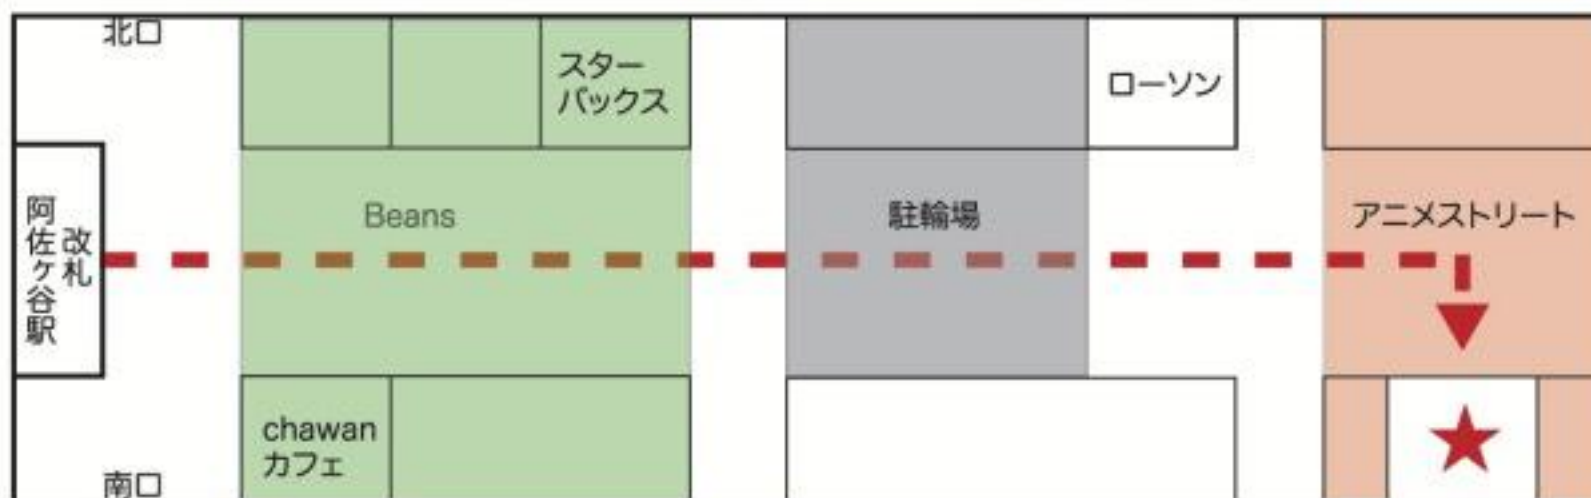 北口
スター
バックス
ローソン
阿佐ヶ谷駅
改札
Beans
駐輪場
アニメストリート
chawan
カフェ
南口